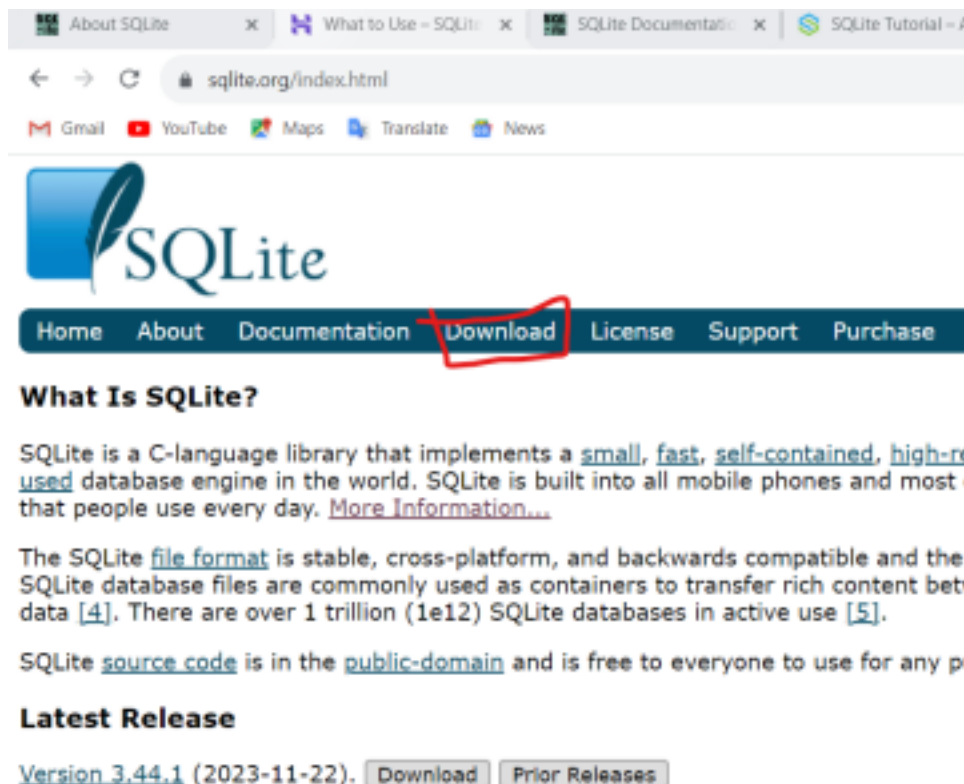 About SQLite What to Use – SQLite SQLite Documentatio SQLite Tutorial – A
sqlite.org/index.html
Gmail YouTube Maps Translate News
SQLite
Home About Documentation Download License Support Purchase
What Is SQLite?
SQLite is a C-language library that implements a small, fast, self-contained, high-re
used database engine in the world. SQLite is built into all mobile phones and most
that people use every day. More Information...
The SQLite file format is stable, cross-platform, and backwards compatible and the
SQLite database files are commonly used as containers to transfer rich content bet
data [4]. There are over 1 trillion (1e12) SQLite databases in active use [5].
SQLite source code is in the public-domain and is free to everyone to use for any p
Latest Release
Version 3.44.1 (2023-11-22). Download Prior Releases